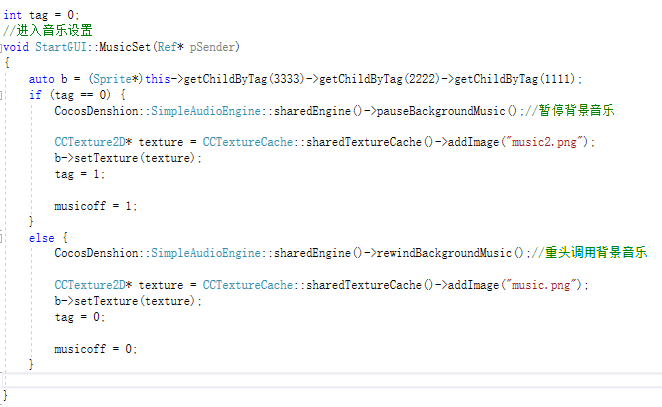 int tag = 0;
//进入音乐设置
void StartGUI::MusicSet(Ref* pSender)
{
auto b = (Sprite*)this->getChildByTag(3333)->getChildByTag(2222)->getChildByTag(1111);
if (tag == 0) {
CocosDenshion::SimpleAudioEngine::sharedEngine()->pauseBackgroundMusic();//暂停背景音乐
CCTexture2D* texture = CCTextureCache::sharedTextureCache()->addImage("music2.png");
b->setTexture(texture);
tag = 1;
musicoff = 1;
}
else {
CocosDenshion::SimpleAudioEngine::sharedEngine()->rewindBackgroundMusic();//重头调用背景音乐
CCTexture2D* texture = CCTextureCache::sharedTextureCache()->addImage("music.png");
b->setTexture(texture);
tag = 0;
musicoff = 0;
}
}